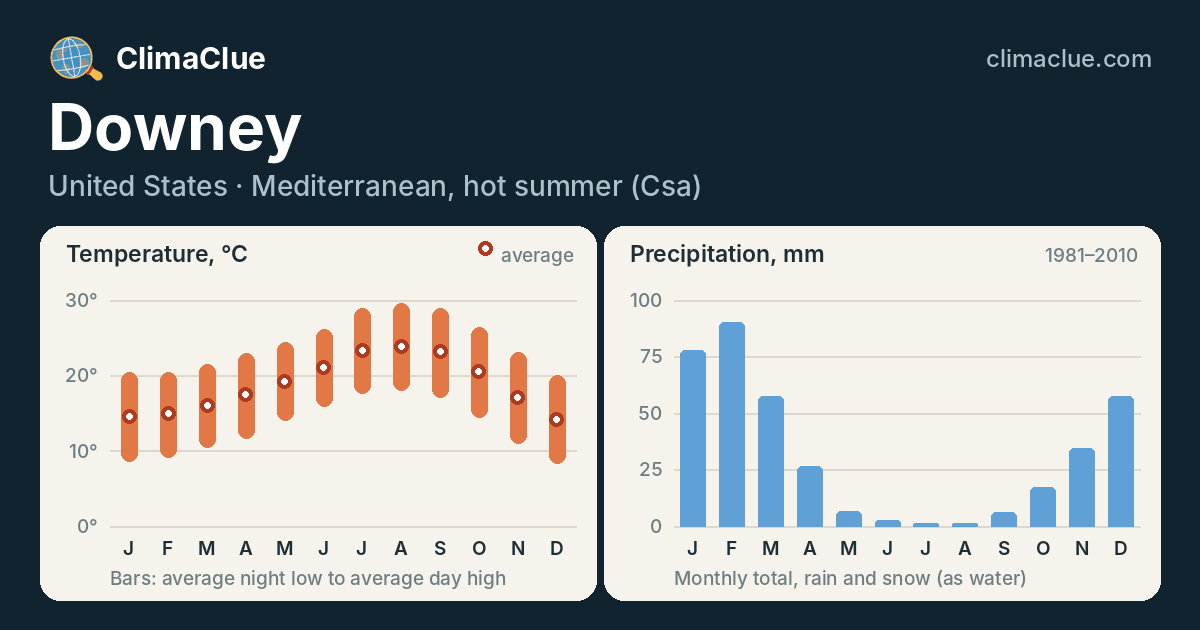 ClimaClue
climaclue.com
Downey
United States · Mediterranean, hot summer (Csa)
Temperature, °C
average
30°
20°
10°
0°
J F M A M J J A S O N D
Bars: average night low to average day high
Precipitation, mm
1981–2010
100
75
50
25
0
J F M A M J J A S O N D
Monthly total, rain and snow (as water)